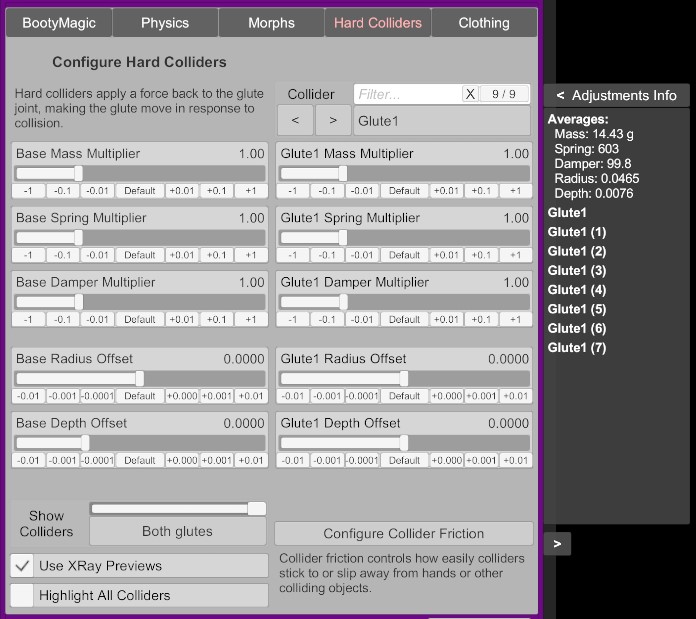 BootyMagic Physics Morphs Hard Colliders Clothing
Configure Hard Colliders
Hard colliders apply a force back to the glute
joint, making the glute move in response to
collision.
Collider Filter... X 9 / 9
< > Glute1
Base Mass Multiplier 1.00
-1 -0.1 -0.01 Default +0.01 +0.1 +1
Glute1 Mass Multiplier 1.00
-1 -0.1 -0.01 Default +0.01 +0.1 +1
Base Spring Multiplier 1.00
-1 -0.1 -0.01 Default +0.01 +0.1 +1
Glute1 Spring Multiplier 1.00
-1 -0.1 -0.01 Default +0.01 +0.1 +1
Base Damper Multiplier 1.00
-1 -0.1 -0.01 Default +0.01 +0.1 +1
Glute1 Damper Multiplier 1.00
-1 -0.1 -0.01 Default +0.01 +0.1 +1
Base Radius Offset 0.0000
-0.01 -0.001 -0.0001 Default +0.000 +0.001 +0.01
Glute1 Radius Offset 0.0000
-0.01 -0.001 -0.0001 Default +0.000 +0.001 +0.01
Base Depth Offset 0.0000
-0.01 -0.001 -0.0001 Default +0.000 +0.001 +0.01
Glute1 Depth Offset 0.0000
-0.01 -0.001 -0.0001 Default +0.000 +0.001 +0.01
Show
Colliders
Both glutes
Use XRay Previews
Highlight All Colliders
Configure Collider Friction
Collider friction controls how easily colliders
stick to or slip away from hands or other
colliding objects.
< Adjustments Info
Averages:
Mass: 14.43 g
Spring: 603
Damper: 99.8
Radius: 0.0465
Depth: 0.0076
Glute1
Glute1 (1)
Glute1 (2)
Glute1 (3)
Glute1 (4)
Glute1 (5)
Glute1 (6)
Glute1 (7)
>